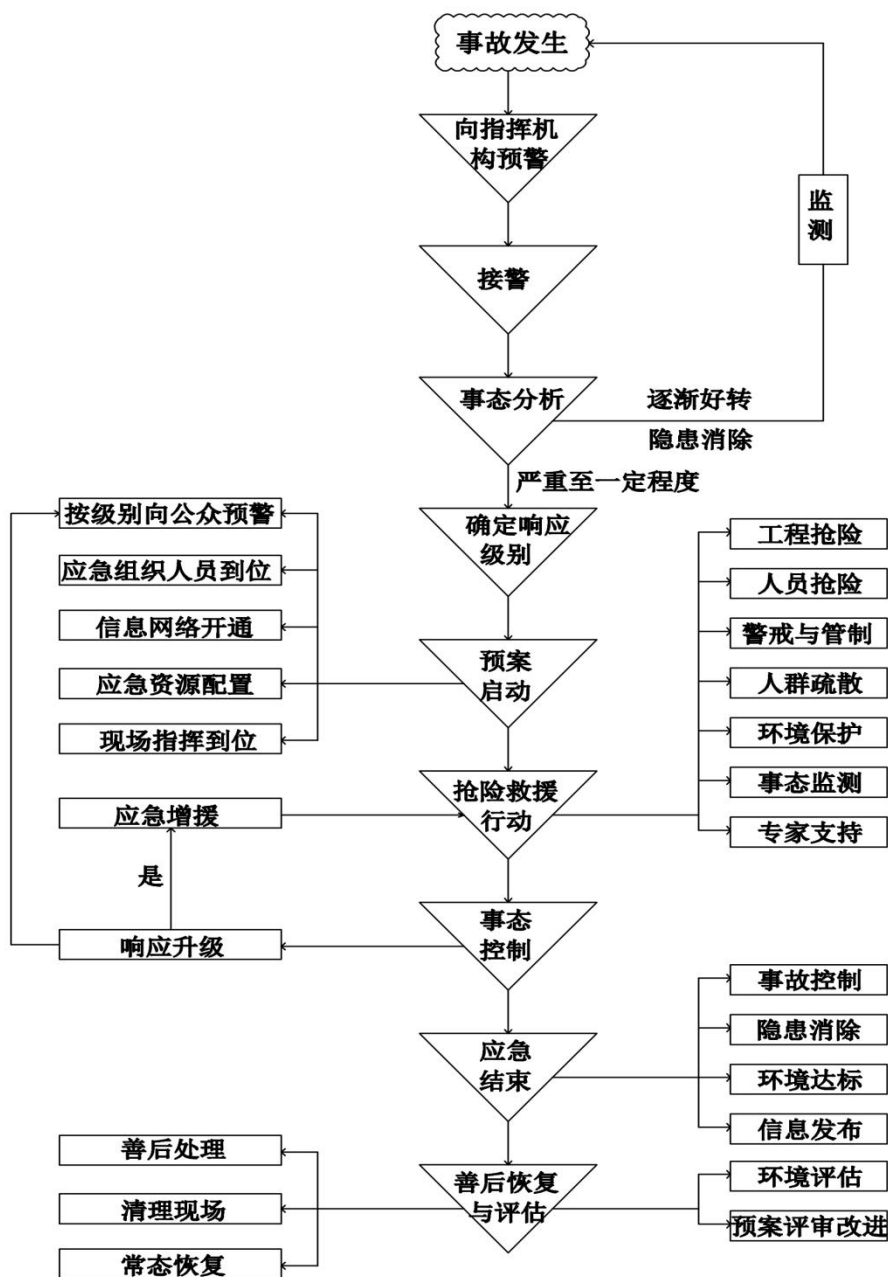 事故发生
向指挥机
构预警
监
测
接警
事态分析
逐渐好转
隐患消除
严重至一定程度
确定响应
级别
按级别向公众预警
应急组织人员到位
信息网络开通
应急资源配置
现场指挥到位
预案
启动
工程抢险
人员抢险
警戒与管制
人群疏散
环境保护
事态监测
专家支持
应急增援
抢险救援
行动
是
响应升级
事态
控制
应急
结束
事故控制
隐患消除
环境达标
信息发布
善后处理
清理现场
常态恢复
善后恢复
与评估
环境评估
预案评审改进